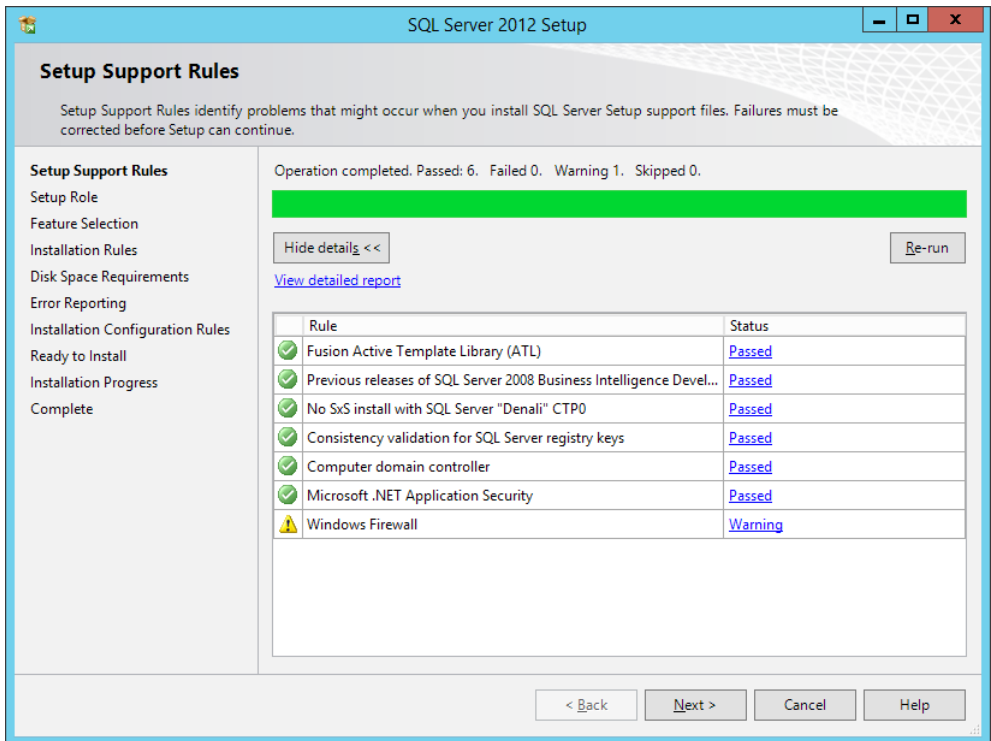 SQL Server 2012 Setup
Setup Support Rules
Setup Support Rules identify problems that might occur when you install SQL Server Setup support files. Failures must be
corrected before Setup can continue.
Setup Support Rules
Setup Role
Feature Selection
Installation Rules
Disk Space Requirements
Error Reporting
Installation Configuration Rules
Ready to Install
Installation Progress
Complete
Operation completed. Passed: 6. Failed 0. Warning 1. Skipped 0.
Hide details <<
Re-run
View detailed report
Rule Status
Fusion Active Template Library (ATL) Passed
Previous releases of SQL Server 2008 Business Intelligence Devel... Passed
No SxS install with SQL Server "Denali" CTP0 Passed
Consistency validation for SQL Server registry keys Passed
Computer domain controller Passed
Microsoft .NET Application Security Passed
Windows Firewall Warning
< Back Next > Cancel Help